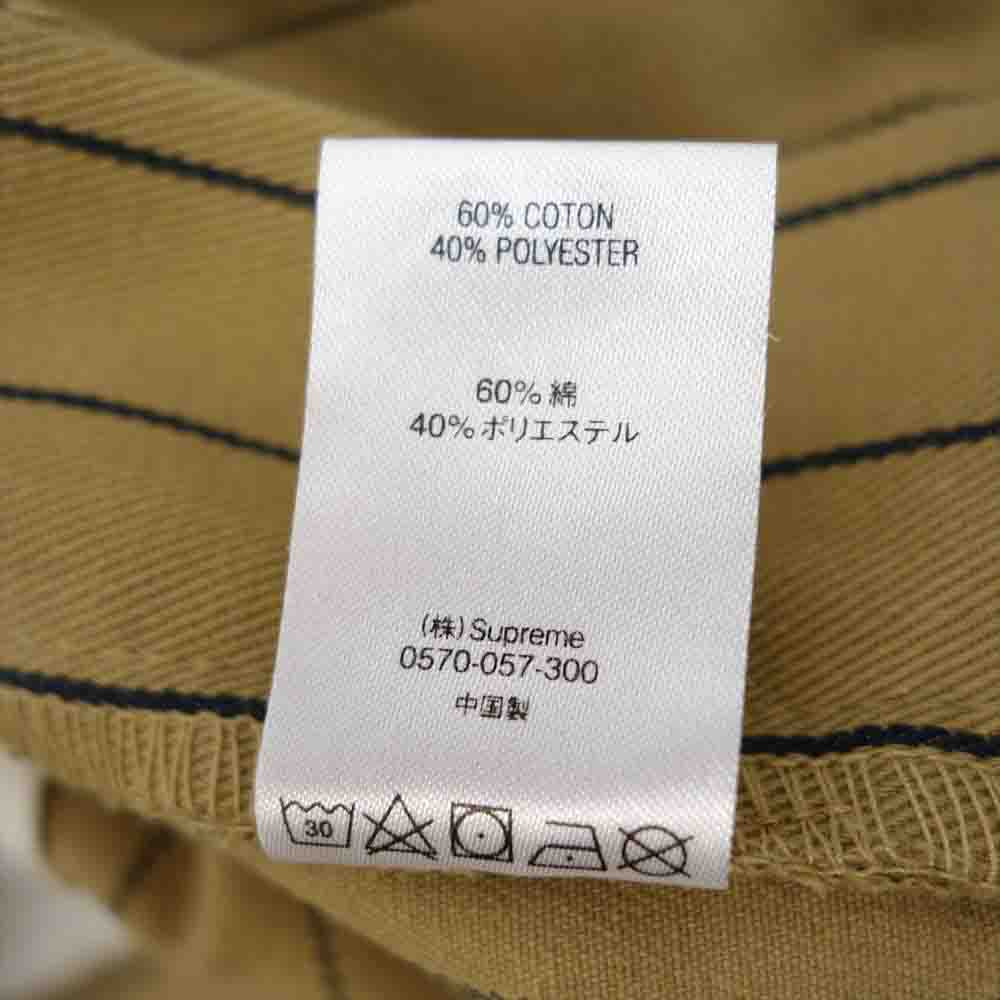 60% COTON
40% POLYESTER
60% 綿
40% ポリエステル
(株) Supreme
0570-057-300
中国製
30